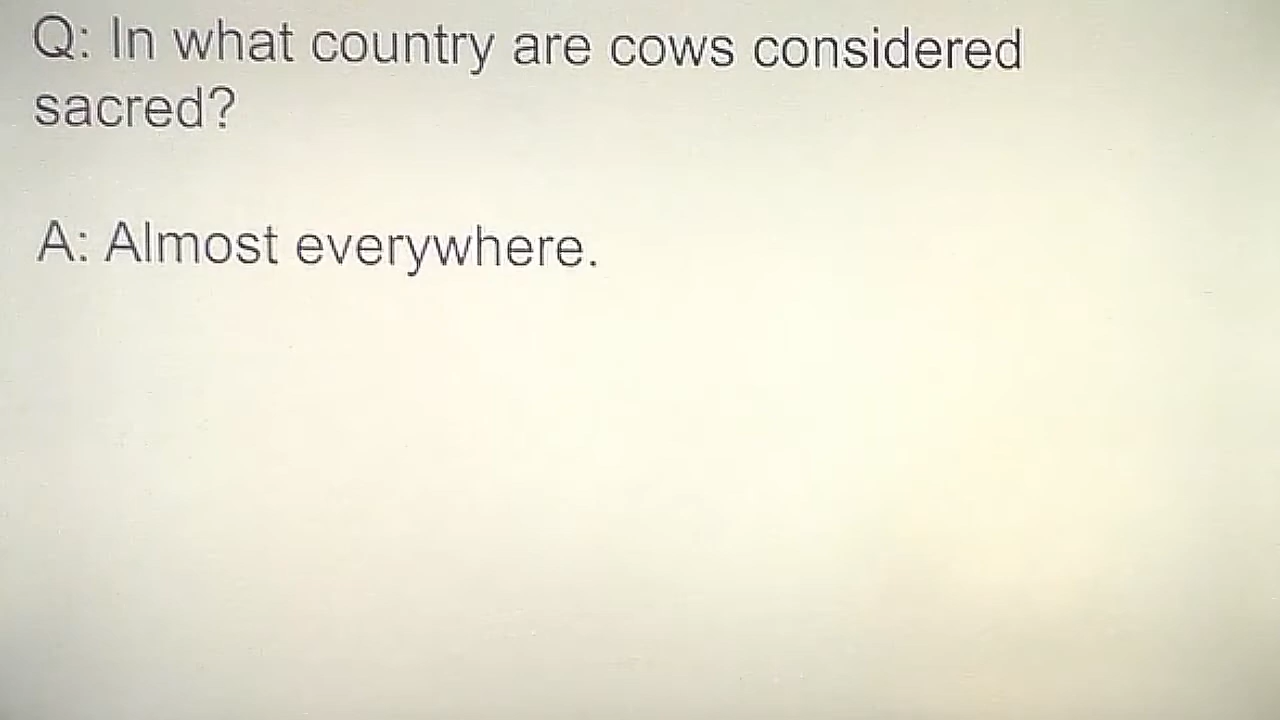 Q: In what country are cows considered
sacred?
A: Almost everywhere.